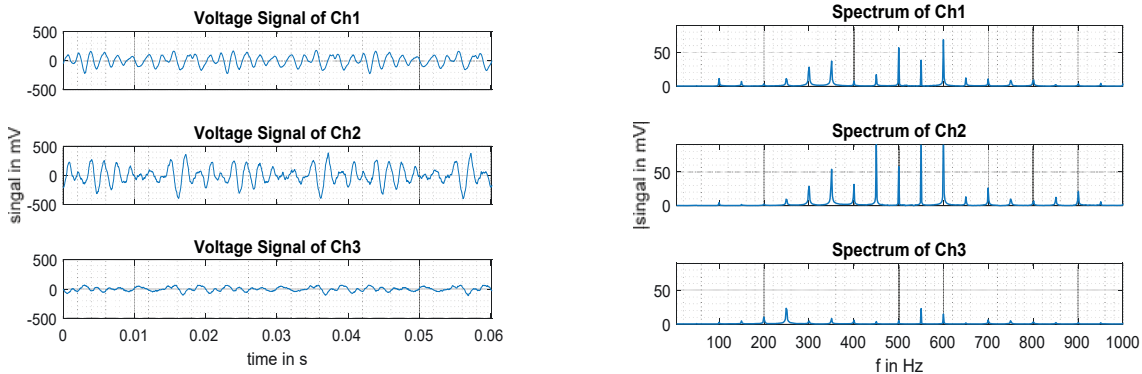 Voltage Signal of Ch1
500
0
-500
Voltage Signal of Ch2
500
0
-500
singal in mV
Voltage Signal of Ch3
500
0
-500
0 0.01 0.02 0.03 0.04 0.05 0.06
time in s
Spectrum of Ch1
50
0
Spectrum of Ch2
50
0
|singal in mV|
Spectrum of Ch3
50
0
100 200 300 400 500 600 700 800 900 1000
f in Hz